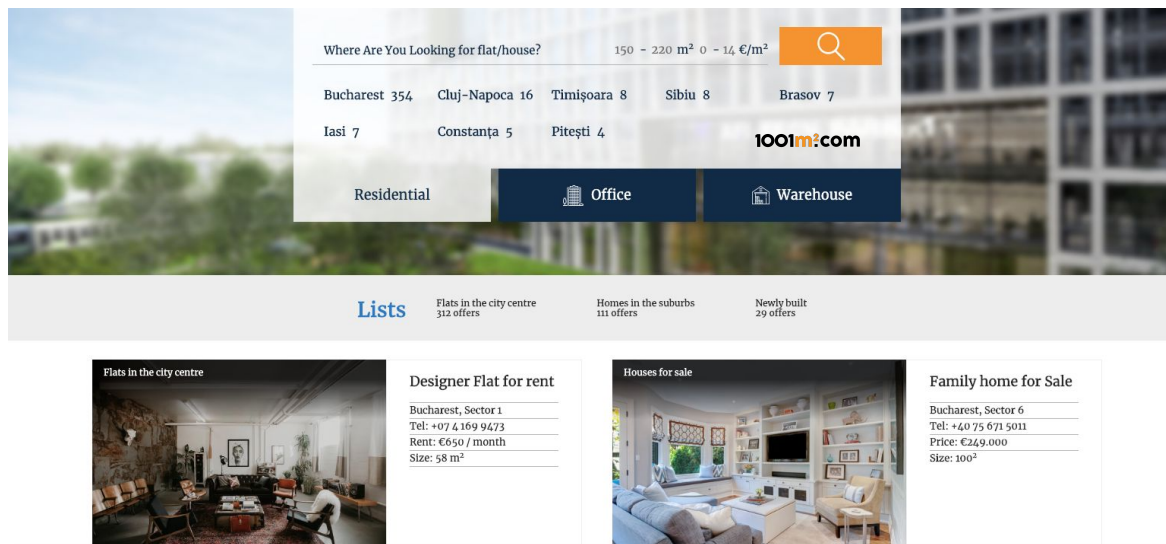 Where Are You Looking for flat/house? 150 - 220 m² 0 - 14 €/m²
Bucharest 354 Cluj-Napoca 16 Timișoara 8 Sibiu 8 Brasov 7
Iasi 7 Constanța 5 Pitești 4
1001m²:com
Residential Office Warehouse
Lists
Flats in the city centre
312 offers
Homes in the suburbs
111 offers
Newly built
29 offers
Flats in the city centre
Designer Flat for rent
Bucharest, Sector 1
Tel: +07 4 169 9473
Rent: €650 / month
Size: 58 m²
Houses for sale
Family home for Sale
Bucharest, Sector 6
Tel: +40 75 671 5011
Price: €249.000
Size: 100²